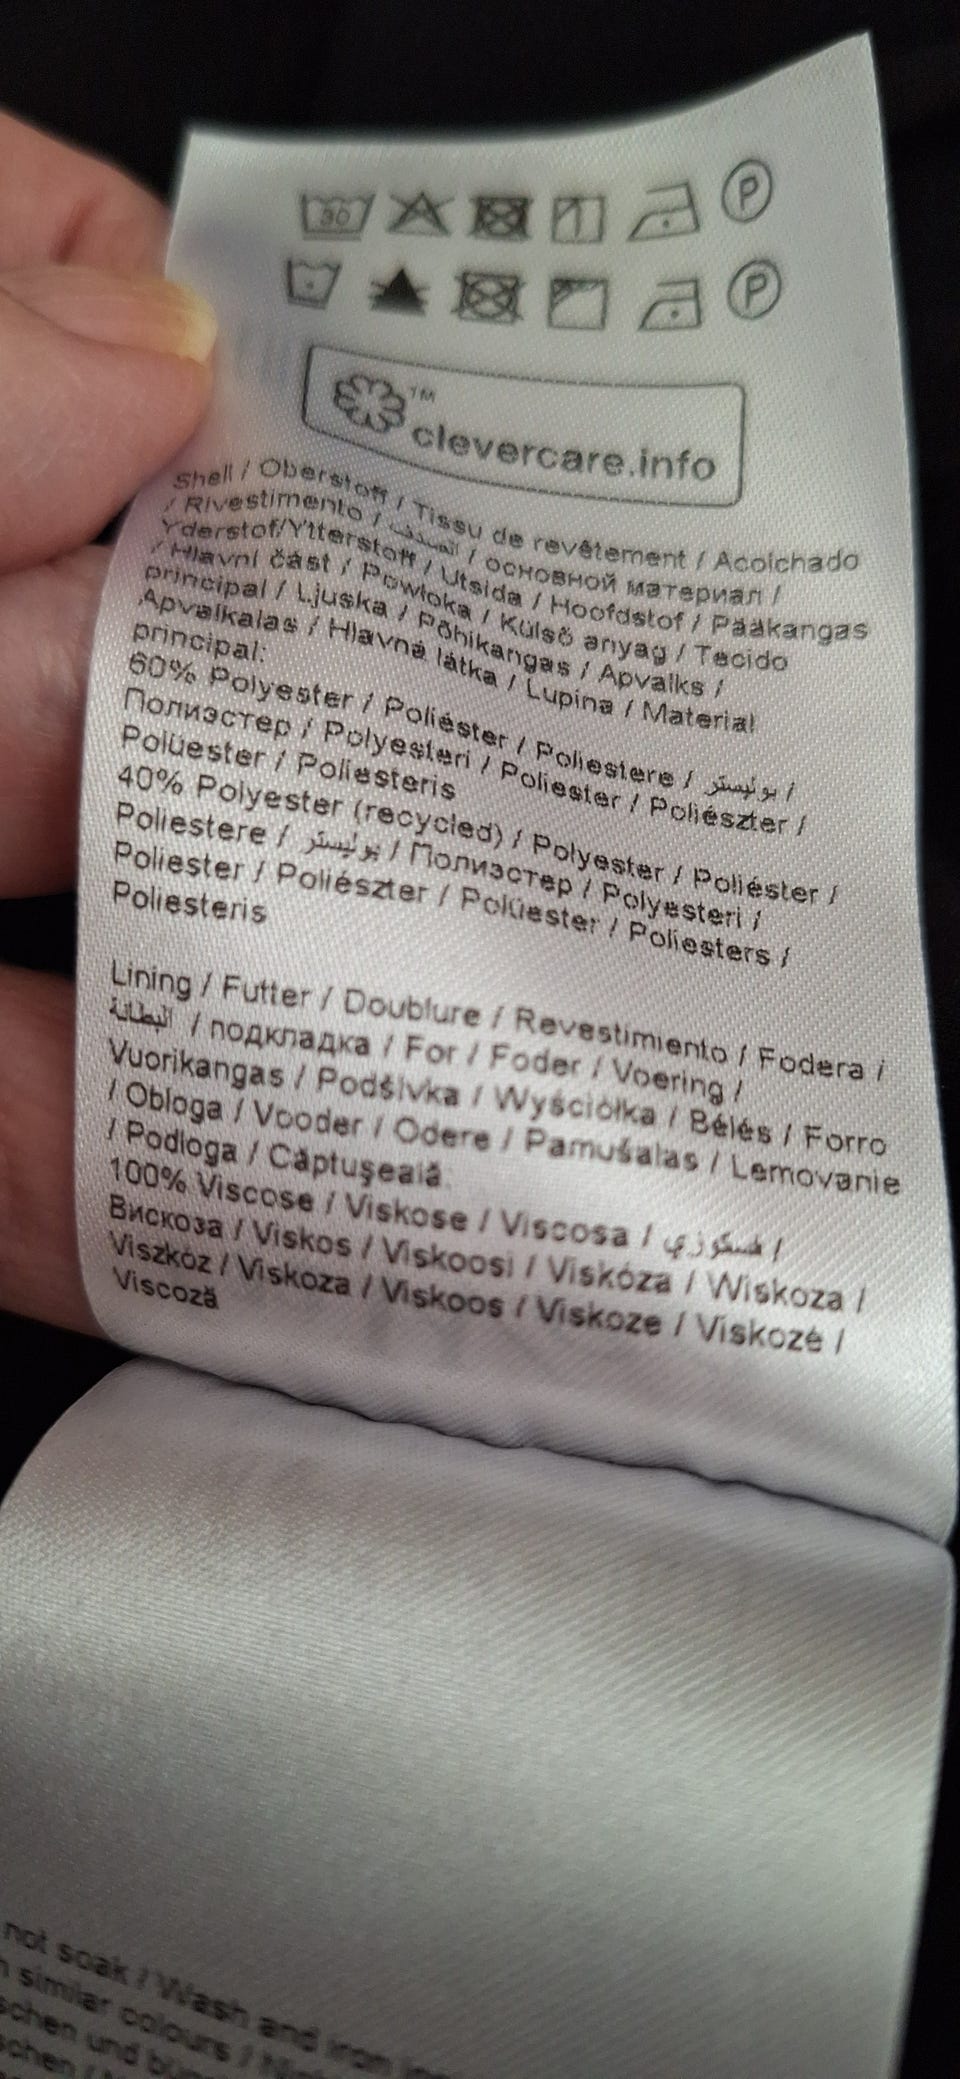 30 P
P
™
clevercare.info
Shell / Oberstoff / Tissu de revêtement / Acolchado
/ Rivestimento / الصدف / основной материал /
Yderstof/Ytterstoff / Utsida / Hoofdstof / Pääkangas
/ Hlavní část / Powłoka / Külső anyag / Tecido
principal / Ljuska / Põhikangas / Apvalks /
Apvalkalas / Hlavná látka / Lupina / Material
principal:
60% Polyester / Poliéster / Poliestere / بوليستر /
Полиэстер / Polyesteri / Poliester / Poliészter /
Polüester / Poliesteris
40% Polyester (recycled) / Polyester / Poliéster /
Poliestere / بوليستر / Полиэстер / Polyesteri /
Poliester / Poliészter / Polüester / Poliesters /
Poliesteris
Lining / Futter / Doublure / Revestimiento / Fodera /
البطانة / подкладка / For / Foder / Voering /
Vuorikangas / Podšívka / Wyściółka / Bélés / Forro
/ Obloga / Vooder / Odere / Pamušalas / Lemovanie
/ Podloga / Căptuşeală:
100% Viscose / Viskose / Viscosa / فسكوزي /
Вискоза / Viskos / Viskoosi / Viskóza / Wiskoza /
Viszkóz / Viskoza / Viskoos / Viskoze / Viskozė /
Viscoză
not soak / Wash and iron
similar colours /
schen und
schen /